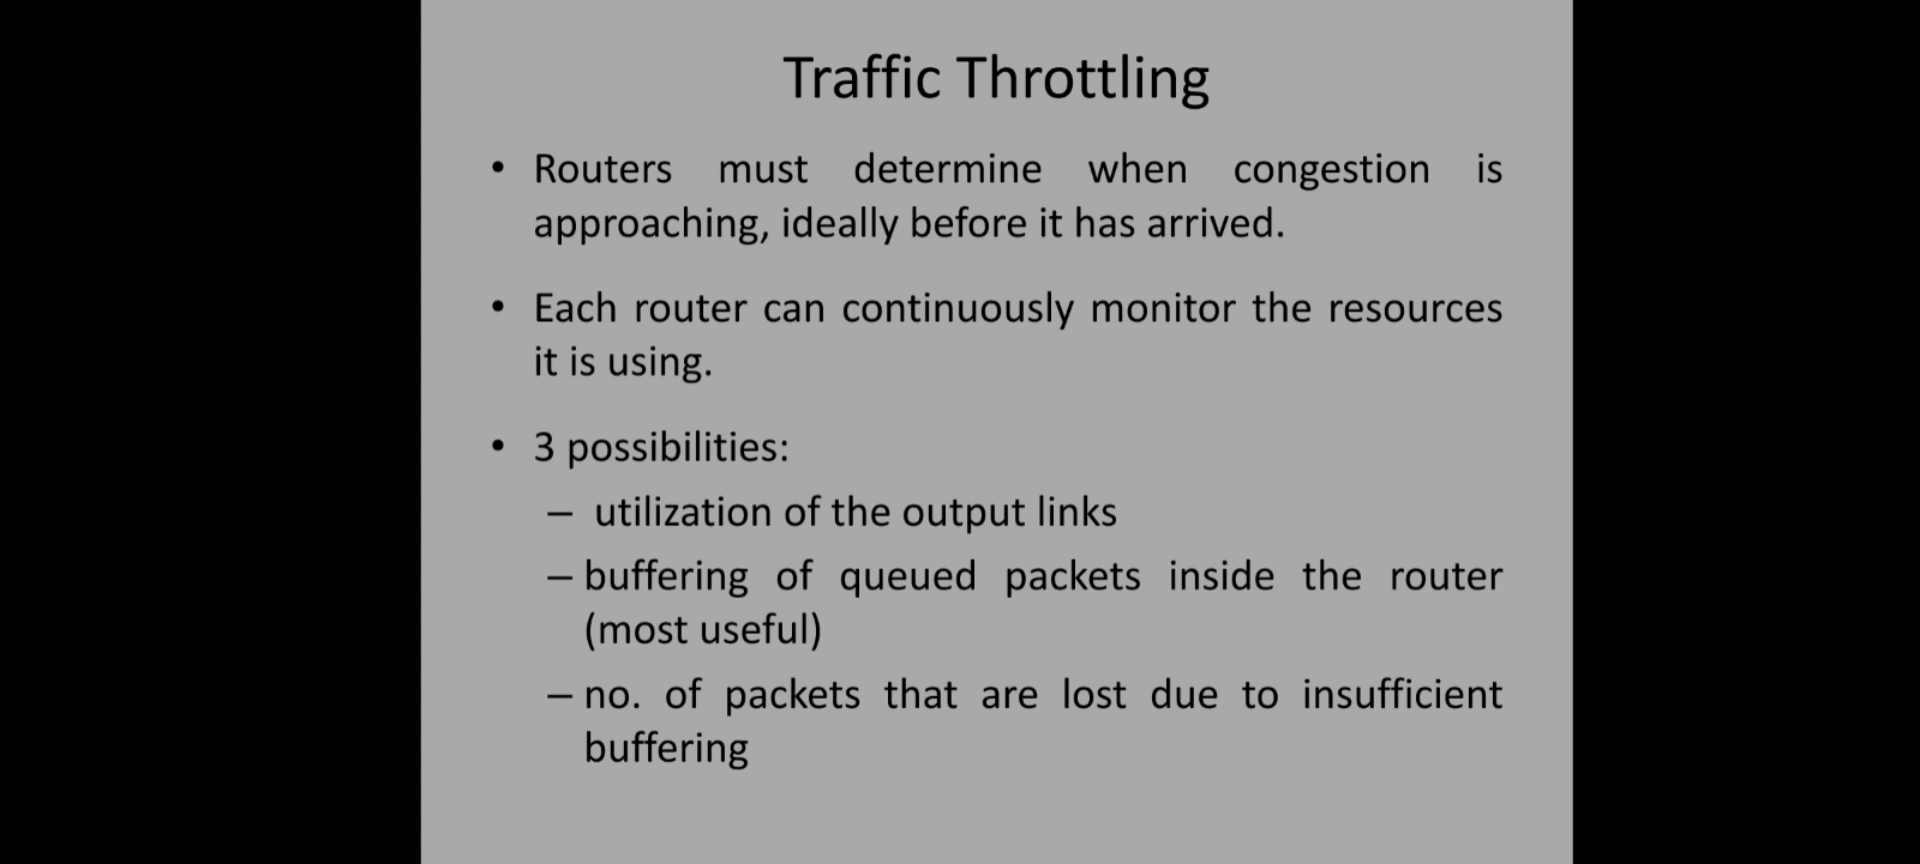 Traffic Throttling
• Routers must determine when congestion is
approaching, ideally before it has arrived.
• Each router can continuously monitor the resources
it is using.
• 3 possibilities:
– utilization of the output links
– buffering of queued packets inside the router
(most useful)
– no. of packets that are lost due to insufficient
buffering